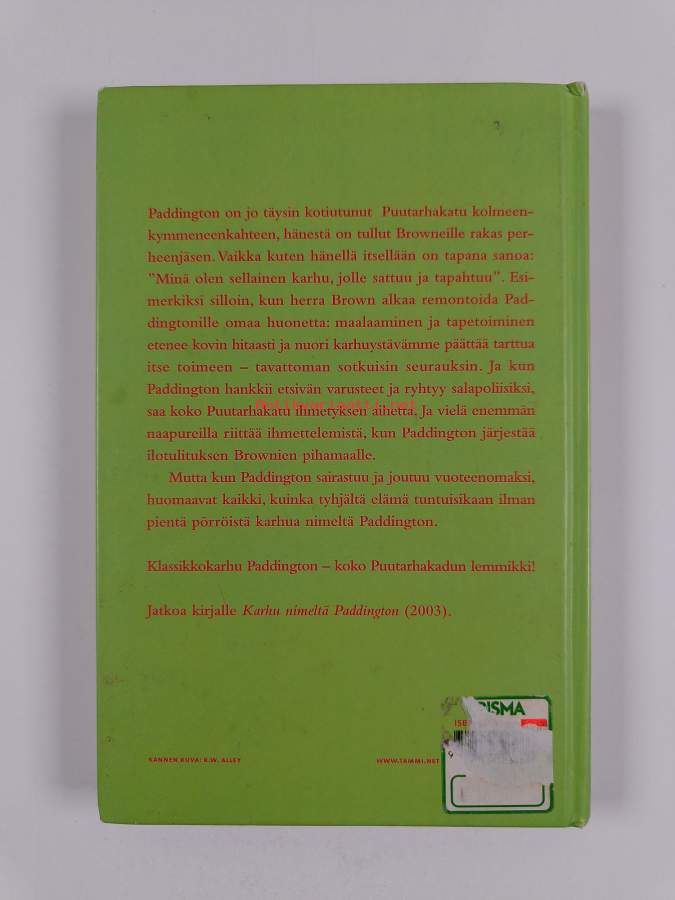 Paddington on jo täysin kotiutunut Puutarhakatu kolmeen-
kymmeneenkahteen, hänestä on tullut Browneille rakas per-
heenjäsen. Vaikka kuten hänellä itsellään on tapana sanoa:
"Minä olen sellainen karhu, jolle sattuu ja tapahtuu". Esi-
merkiksi silloin, kun herra Brown alkaa remontoida Pad-
dingtonille omaa huonetta: maalaaminen ja tapetoiminen
etenee kovin hitaasti ja nuori karhuystävämme päättää tarttua
itse toimeen – tavattoman sotkuisin seurauksin. Ja kun
Paddington hankkii etsivän varusteet ja ryhtyy salapoliisiksi,
saa koko Puutarhakatu ihmetyksen aihetta. Ja vielä enemmän
naapureilla riittää ihmettelemistä, kun Paddington järjestää
ilotulituksen Brownien pihamaalle.
Mutta kun Paddington sairastuu ja joutuu vuoteenomaksi,
huomaavat kaikki, kuinka tyhjältä elämä tuntuisikaan ilman
pientä pörröistä karhua nimeltä Paddington.
Klassikkokarhu Paddington – koko Puutarhakadun lemmikki!
Jatkoa kirjalle Karhu nimeltä Paddington (2003).
KANNEN KUVA: R.W. ALLEY
WWW.TAMMI.NET